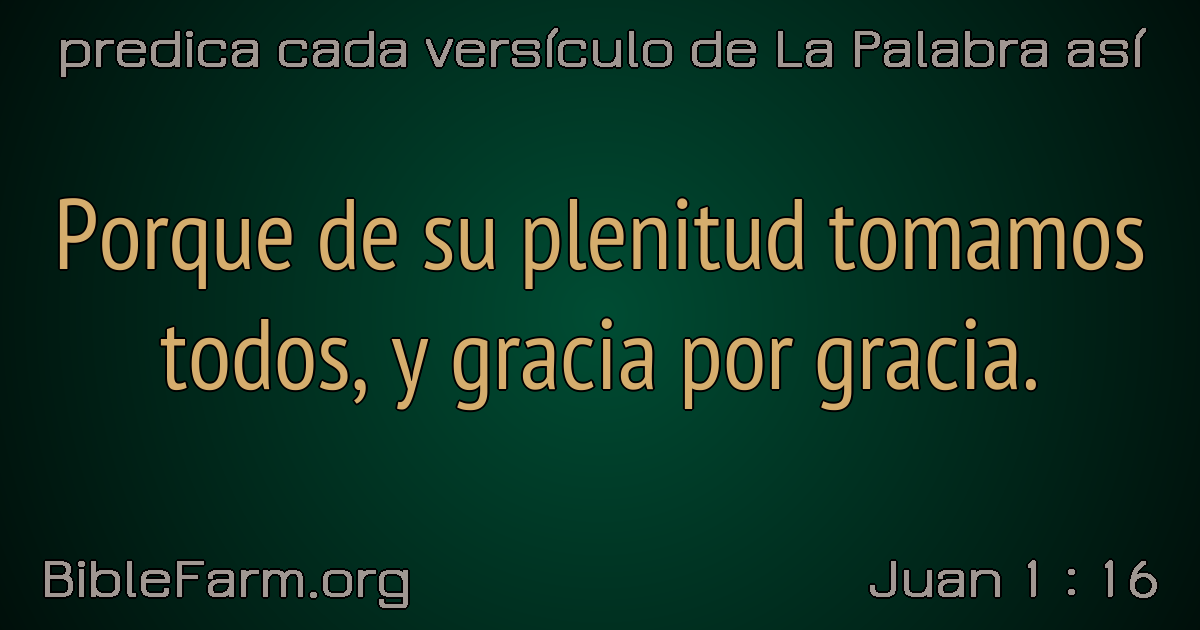 predica cada versículo de La Palabra así
Porque de su plenitud tomamos
todos, y gracia por gracia.
BibleFarm.org
Juan 1 : 16